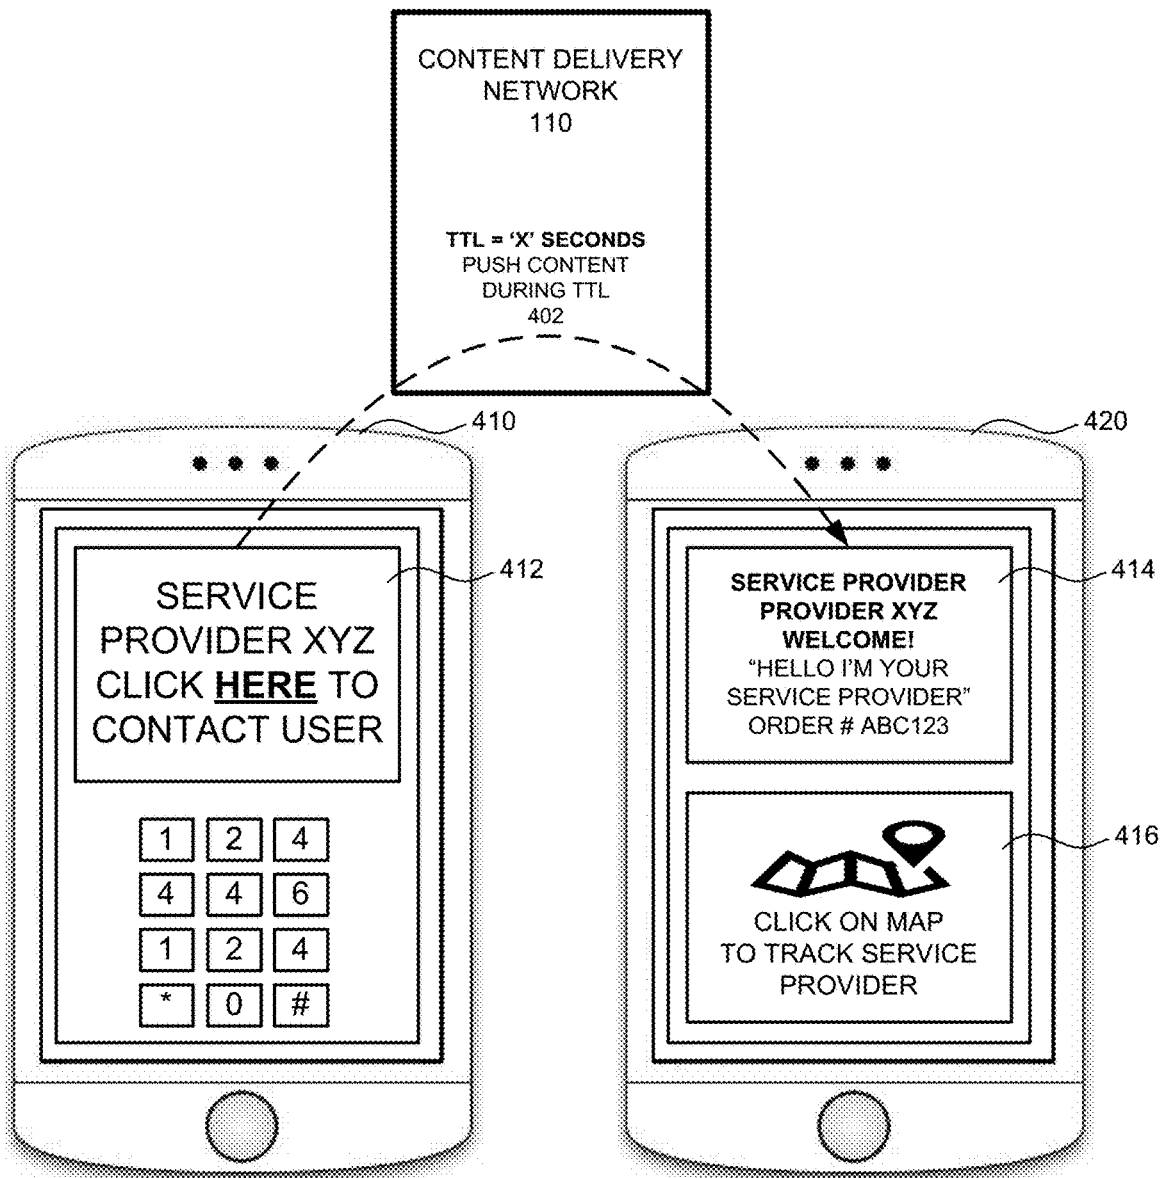 CONTENT DELIVERY
NETWORK
110
TTL = ‘X’ SECONDS
PUSH CONTENT
DURING TTL
402
410
412
SERVICE
PROVIDER XYZ
CLICK HERE TO
CONTACT USER
1 2 4
4 4 6
1 2 4
* 0 #
420
414
SERVICE PROVIDER
PROVIDER XYZ
WELCOME!
“HELLO I’M YOUR
SERVICE PROVIDER”
ORDER # ABC123
416
CLICK ON MAP
TO TRACK SERVICE
PROVIDER